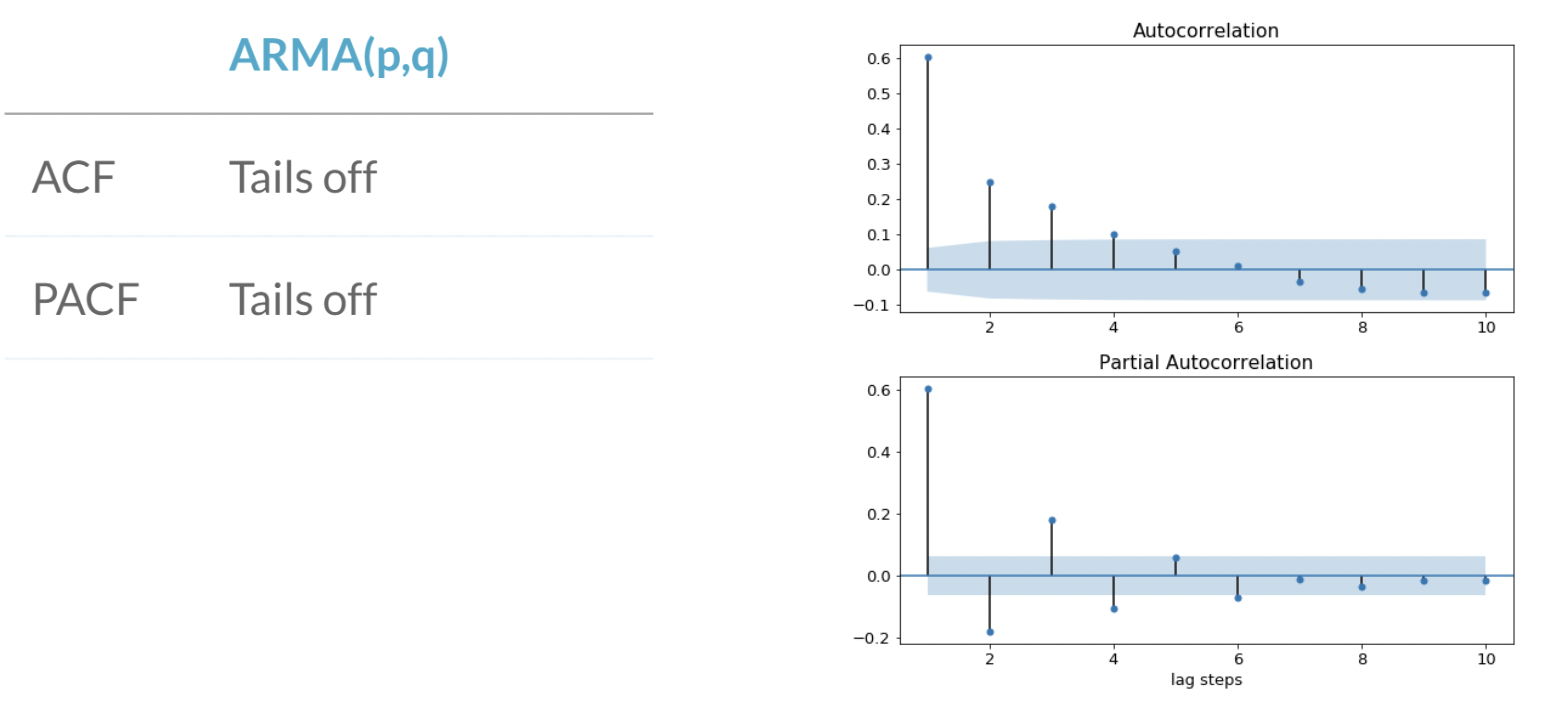 ARMA(p,q)
ACF Tails off
PACF Tails off
Autocorrelation
0.6
0.5
0.4
0.3
0.2
0.1
0.0
−0.1
2 4 6 8 10
Partial Autocorrelation
0.6
0.4
0.2
0.0
−0.2
2 4 6 8 10
lag steps